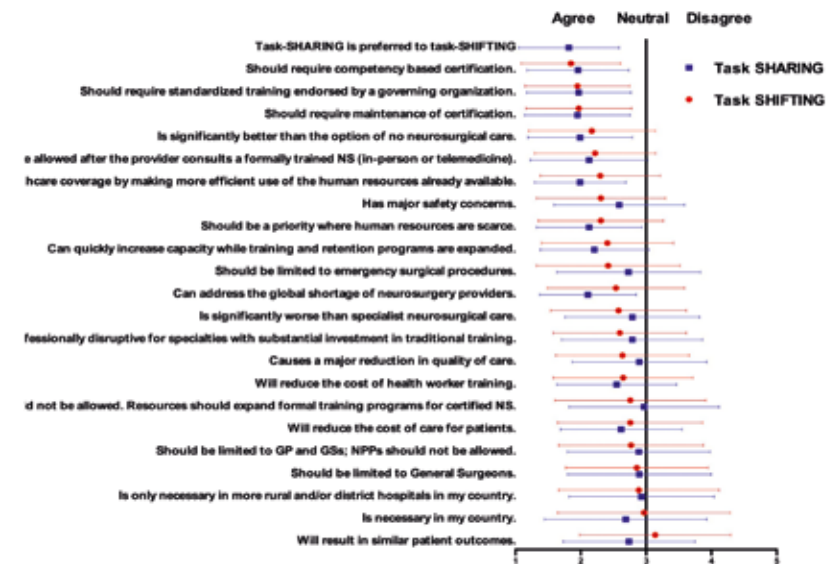 Agree Neutral Disagree
Task-SHARING is preferred to task-SHIFTING
Should require competency based certification.
Should require standardized training endorsed by a governing organization.
Should require maintenance of certification.
Is significantly better than the option of no neurosurgical care.
e allowed after the provider consults a formally trained NS (in-person or telemedicine).
hcare coverage by making more efficient use of the human resources already available.
Has major safety concerns.
Should be a priority where human resources are scarce.
Can quickly increase capacity while training and retention programs are expanded.
Should be limited to emergency surgical procedures.
Can address the global shortage of neurosurgery providers.
Is significantly worse than specialist neurosurgical care.
fessionally disruptive for specialties with substantial investment in traditional training.
Causes a major reduction in quality of care.
Will reduce the cost of health worker training.
d not be allowed. Resources should expand formal training programs for certified NS.
Will reduce the cost of care for patients.
Should be limited to GP and GSs; NPPs should not be allowed.
Should be limited to General Surgeons.
Is only necessary in more rural and/or district hospitals in my country.
Is necessary in my country.
Will result in similar patient outcomes.
Task SHARING
Task SHIFTING